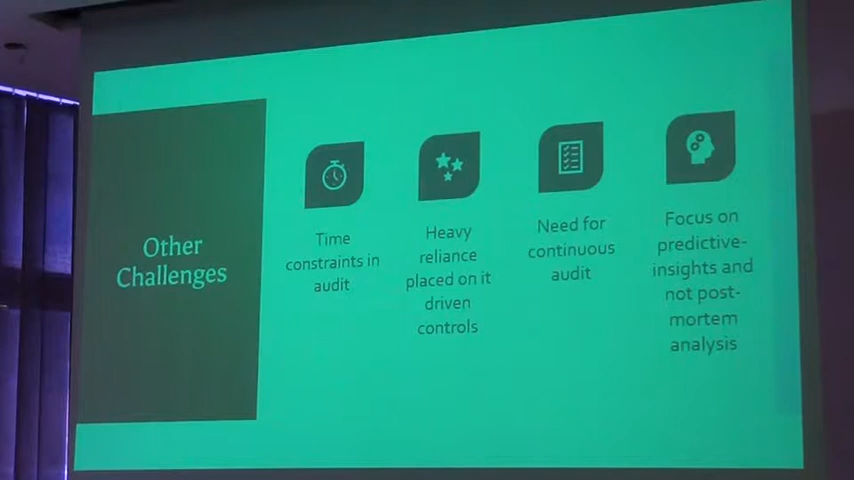 Other
Challenges
Time
constraints in
audit
Heavy
reliance
placed on it
driven
controls
Need for
continuous
audit
Focus on
predictive-
insights and
not post-
mortem
analysis